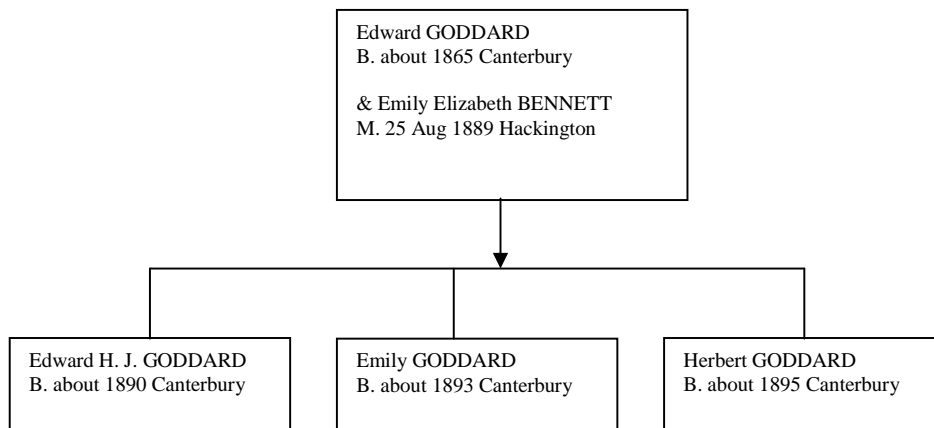 Edward GODDARD
B. about 1865 Canterbury
& Emily Elizabeth BENNETT
M. 25 Aug 1889 Hackington
Edward H. J. GODDARD
B. about 1890 Canterbury
Emily GODDARD
B. about 1893 Canterbury
Herbert GODDARD
B. about 1895 Canterbury